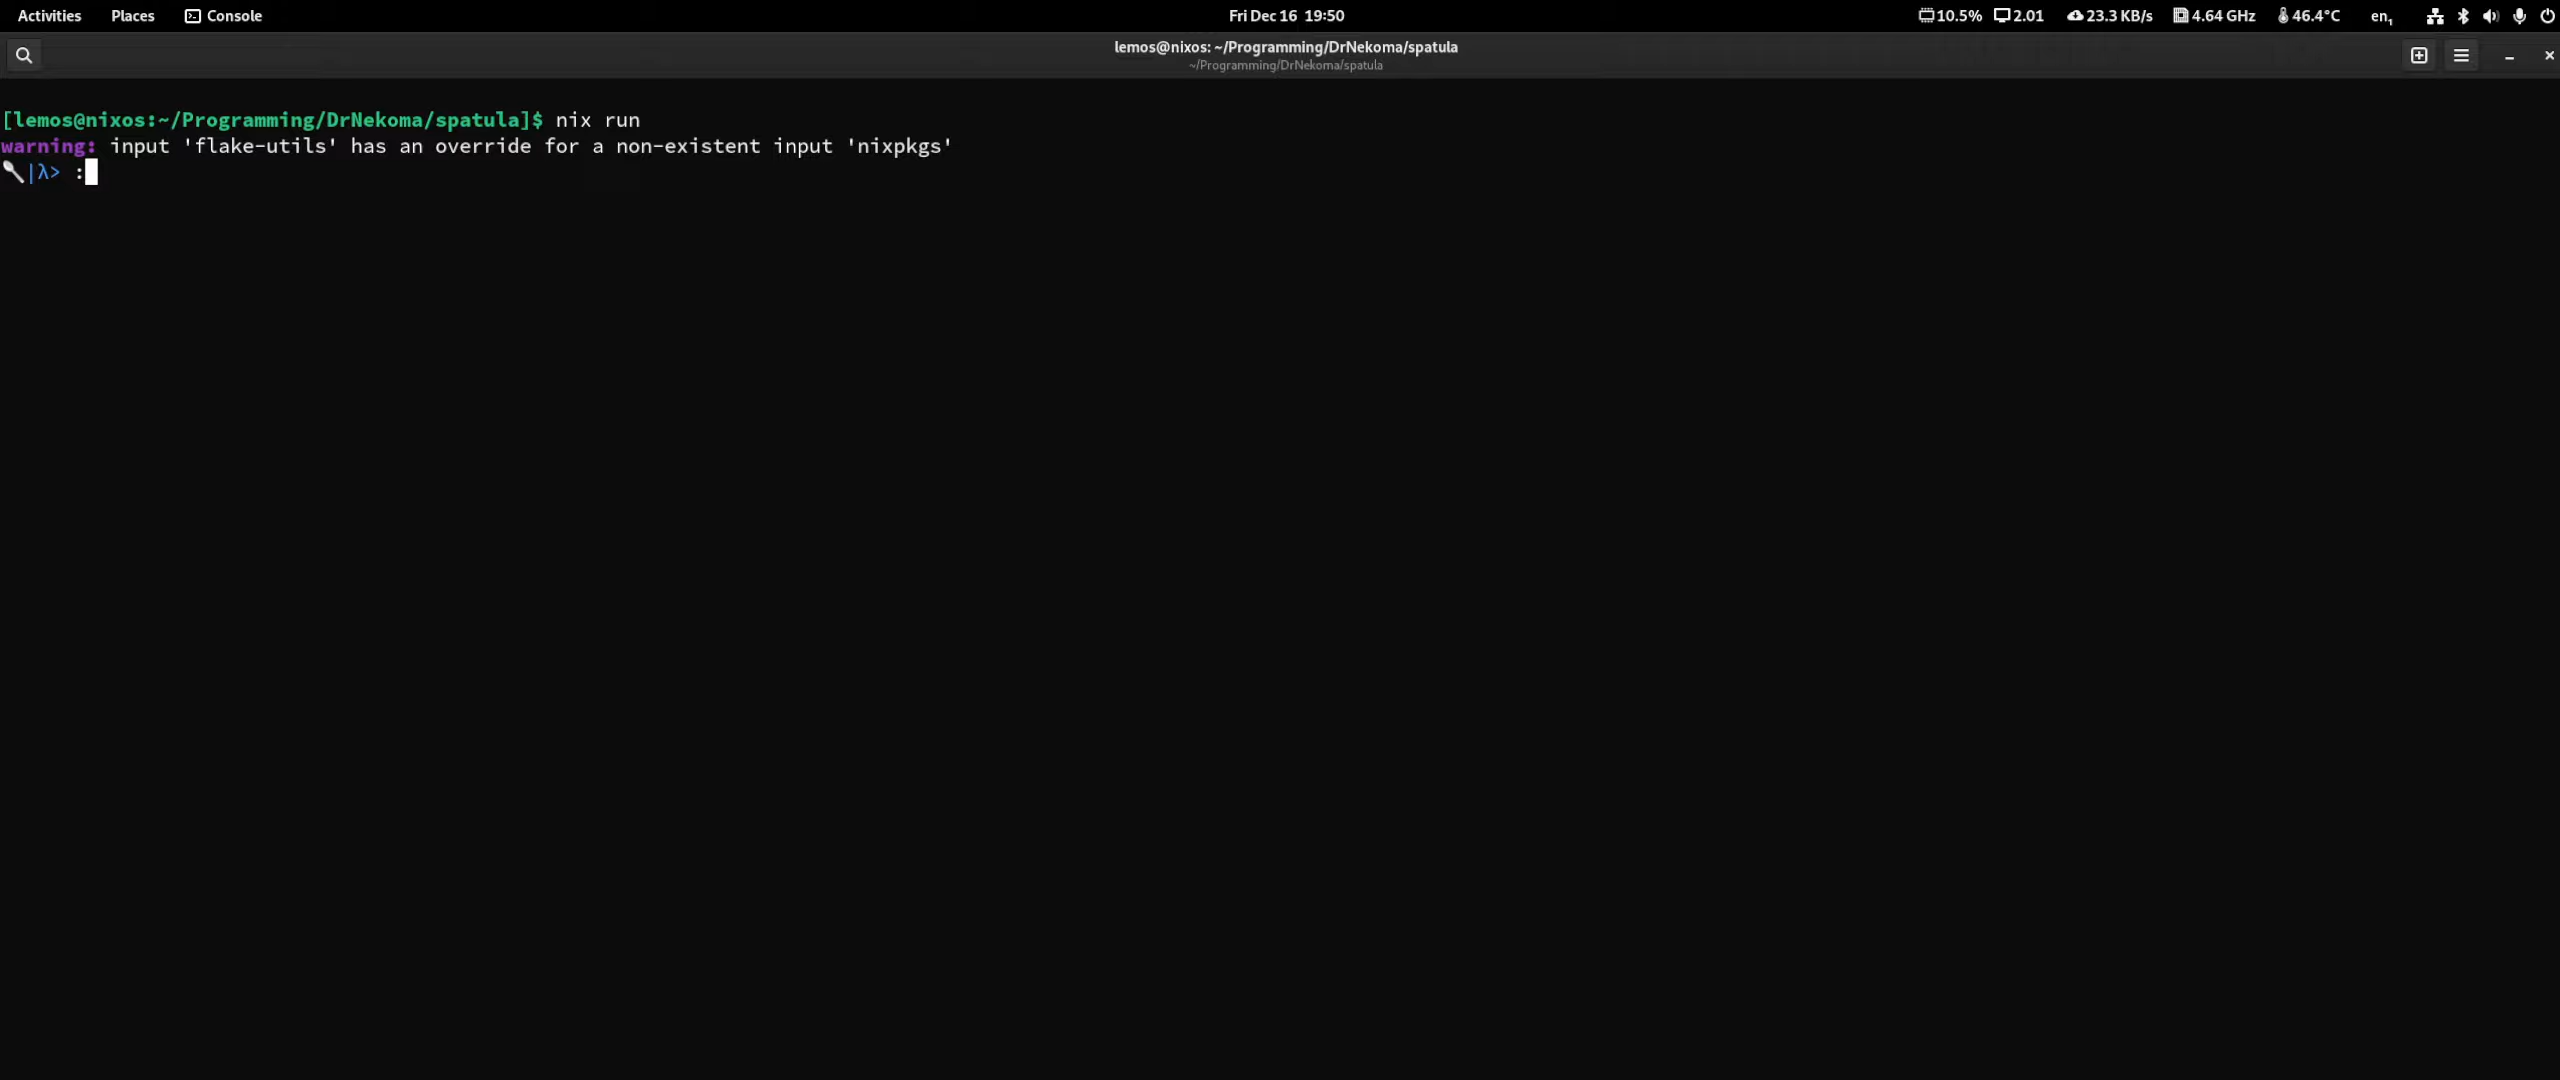 Activities Places Console Fri Dec 16 19:50 10.5% 2.01 23.3 KB/s 4.64 GHz 46.4°C en₁
lemos@nixos: ~/Programming/DrNekoma/spatula
~/Programming/DrNekoma/spatula
[lemos@nixos:~/Programming/DrNekoma/spatula]$ nix run
warning: input 'flake-utils' has an override for a non-existent input 'nixpkgs'
🥄|λ> :